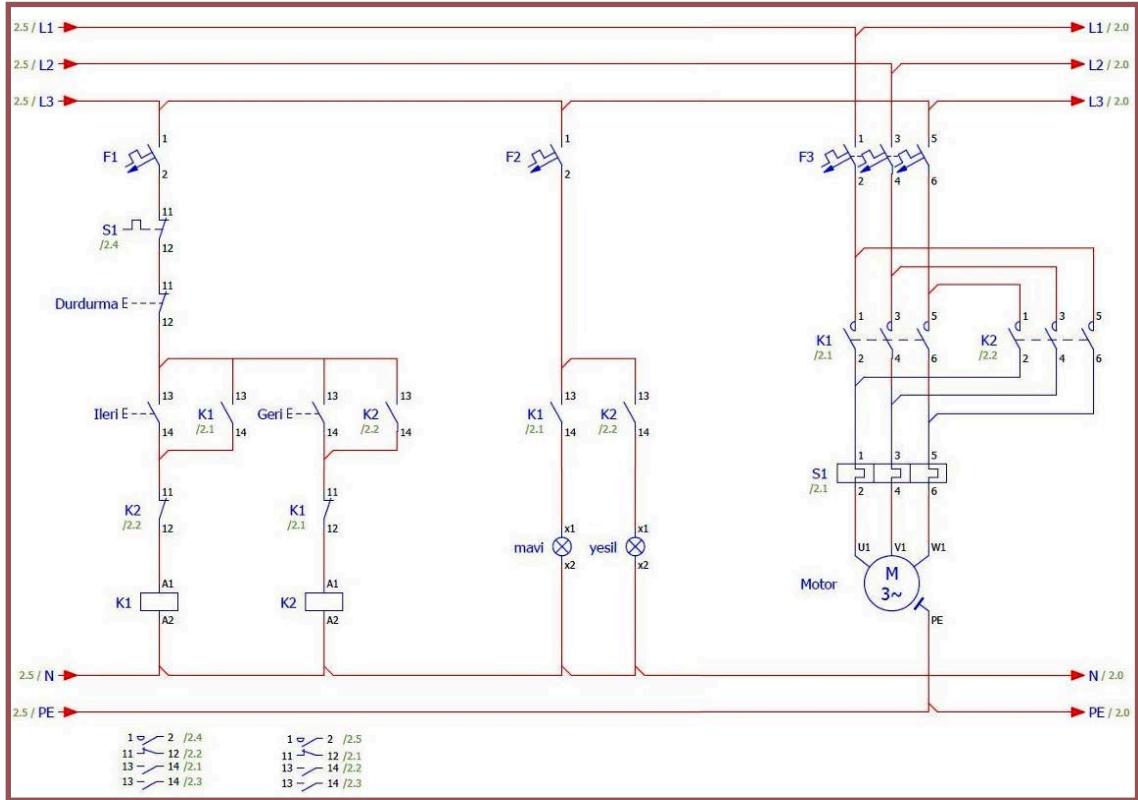 2.5 / L1 L1 / 2.0
2.5 / L2 L2 / 2.0
2.5 / L3 L3 / 2.0
1 1 1 3 5
F1 F2 F3
2 2 2 4 6
11
S1
/2.4 12
11
Durdurma E
12
1 3 5 1 3 5
K1 K2
/2.1 2 4 6 /2.2 2 4 6
13 13 13 13 13 13
Ileri E K1 Geri E K2 K1 K2
/2.1 /2.2 /2.1 /2.2
14 14 14 14 14 14
1 3 5
S1
/2.1 2 4 6
11 11
K2 K1
/2.2 12 /2.1 12
x1 x1
mavi yesil
x2 x2
U1 V1 W1
Motor M
3~
PE
A1 A1
K1 K2
A2 A2
2.5 / N N / 2.0
2.5 / PE PE / 2.0
1 2 /2.4 1 2 /2.5
11 12 /2.2 11 12 /2.1
13 14 /2.1 13 14 /2.2
13 14 /2.3 13 14 /2.3